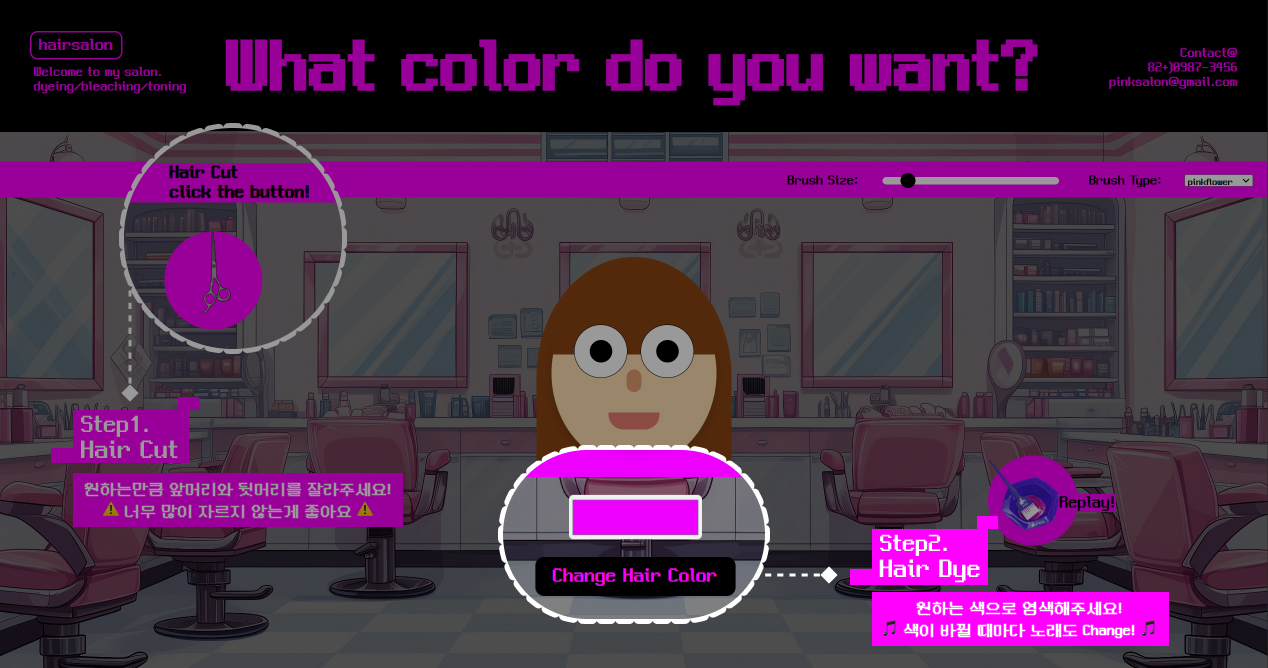 hairsalon
Welcome to my salon.
dyeing/bleaching/toning
What color do you want?
Contact@
82+)0987-3456
pinksalon@gmail.com
Hair Cut
click the button!
Brush Size:
Brush Type:
pinkflower
Step1.
Hair Cut
원하는만큼 앞머리와 뒷머리를 잘라주세요!
⚠️ 너무 많이 자르지 않는게 좋아요 ⚠️
Change Hair Color
Replay!
Step2.
Hair Dye
원하는 색으로 염색해주세요!
🎵 색이 바뀔 때마다 노래도 Change! 🎵